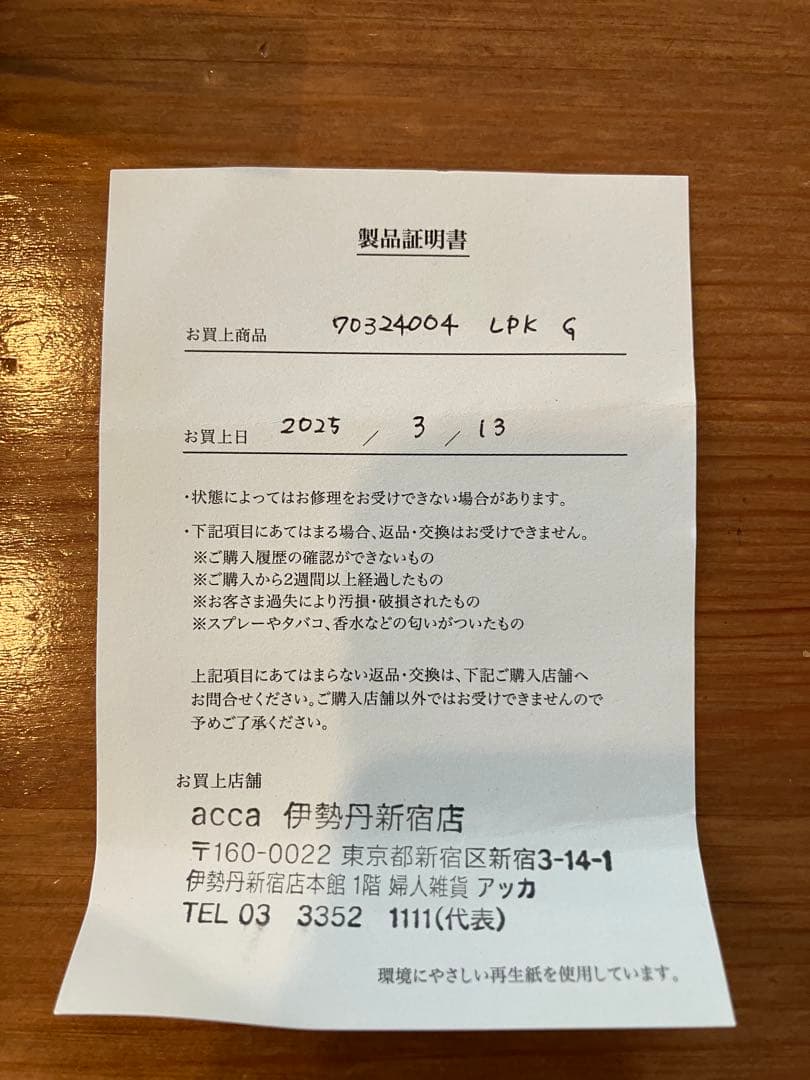 製品証明書
お買上商品 70324004 LPK G
お買上日 2025 / 3 / 13
・状態によってはお修理をお受けできない場合があります。
・下記項目にあてはまる場合、返品・交換はお受けできません。
※ご購入履歴の確認ができないもの
※ご購入から2週間以上経過したもの
※お客さま過失により汚損・破損されたもの
※スプレーやタバコ、香水などの匂いがついたもの
上記項目にあてはまらない返品・交換は、下記ご購入店舗へ
お問合せください。ご購入店舗以外ではお受けできませんので
予めご了承ください。
お買上店舗
acca 伊勢丹新宿店
〒160-0022 東京都新宿区新宿3-14-1
伊勢丹新宿店本館 1階 婦人雑貨 アッカ
TEL 03 3352 1111(代表)
環境にやさしい再生紙を使用しています。